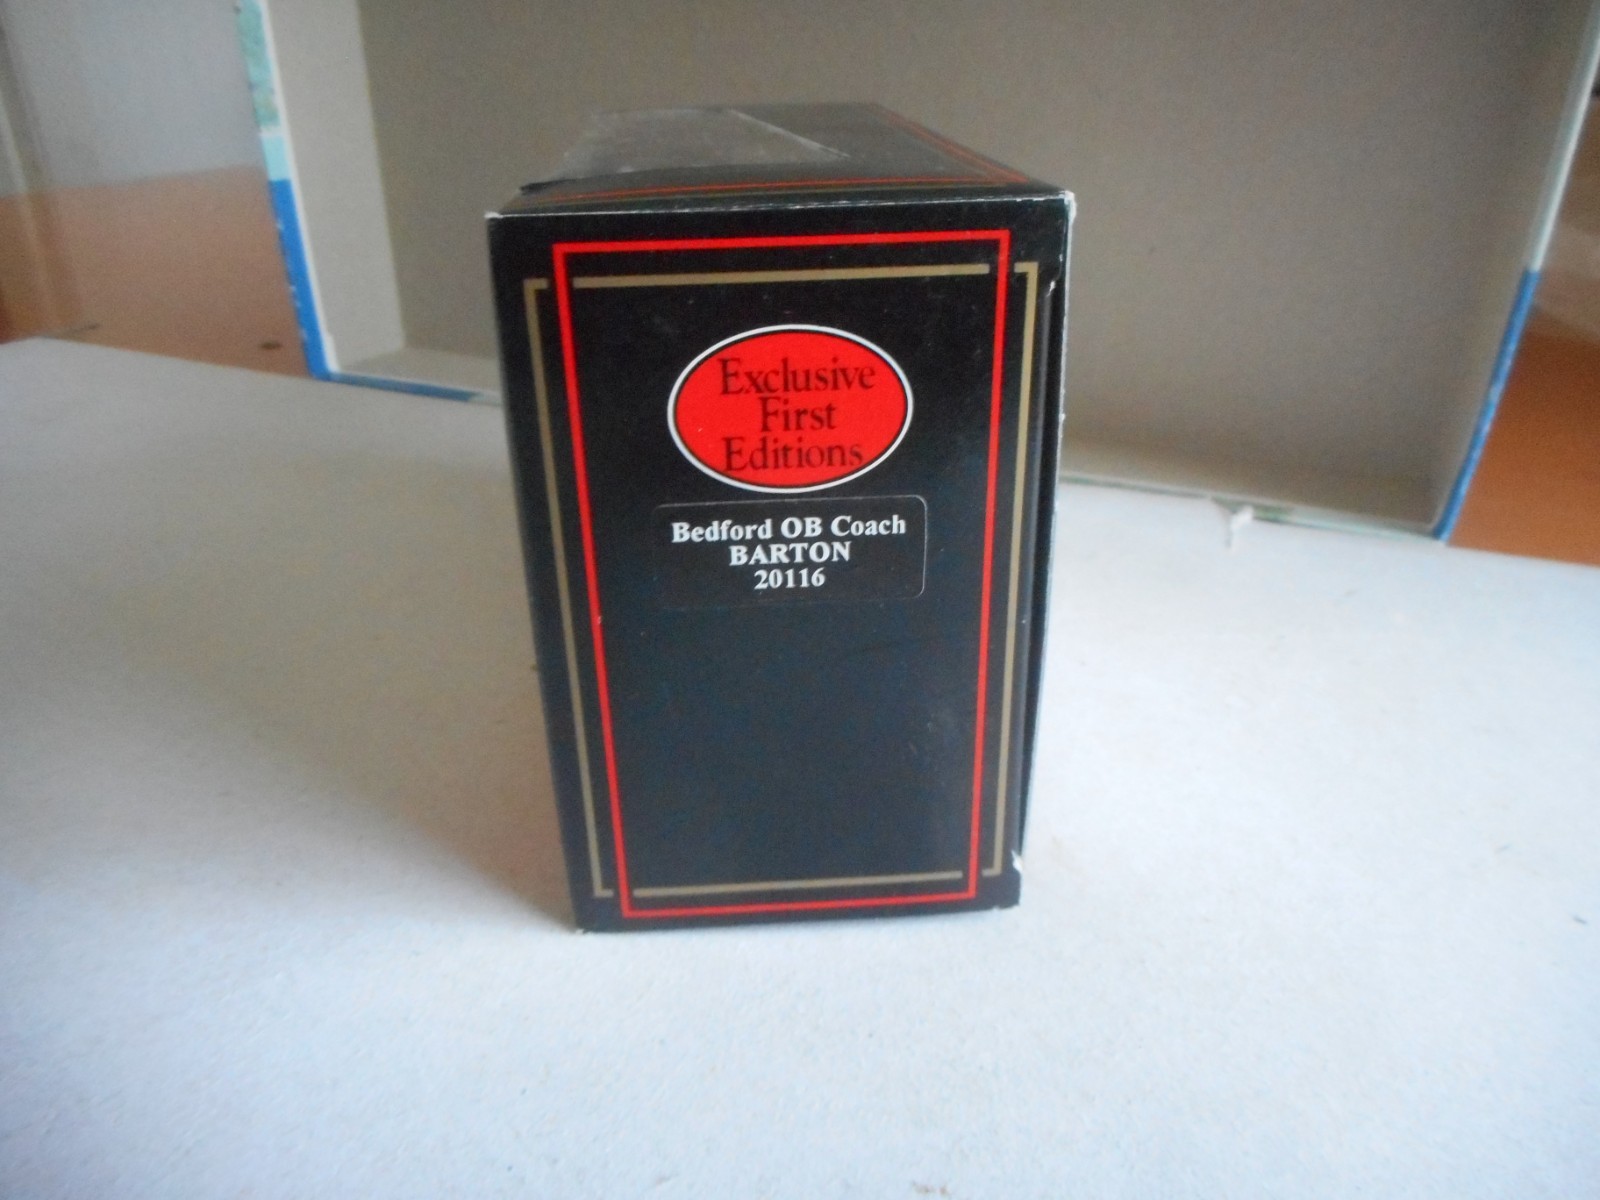 Exclusive
First
Editions
Bedford OB Coach
BARTON
20116